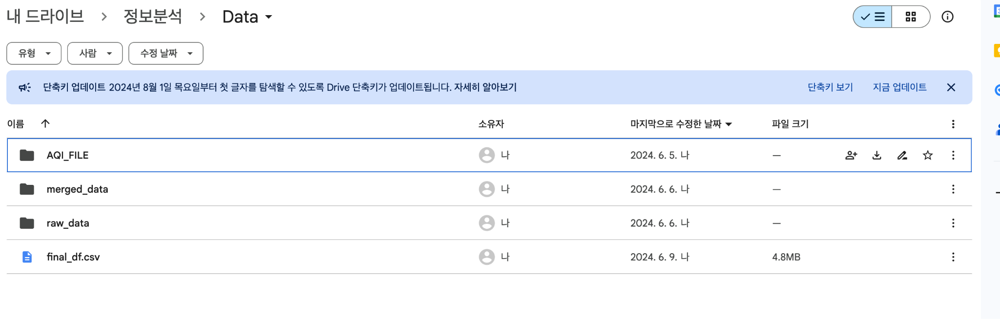 내 드라이브 > 정보분석 > Data
유형 사람 수정 날짜
단축키 업데이트 2024년 8월 1일 목요일부터 첫 글자를 탐색할 수 있도록 Drive 단축키가 업데이트됩니다. 자세히 알아보기 단축키 보기 지금 업데이트
이름 소유자 마지막으로 수정한 날짜 파일 크기
AQI_FILE 나 2024. 6. 5. 나 —
merged_data 나 2024. 6. 6. 나 —
raw_data 나 2024. 6. 6. 나 —
final_df.csv 나 2024. 6. 9. 나 4.8MB